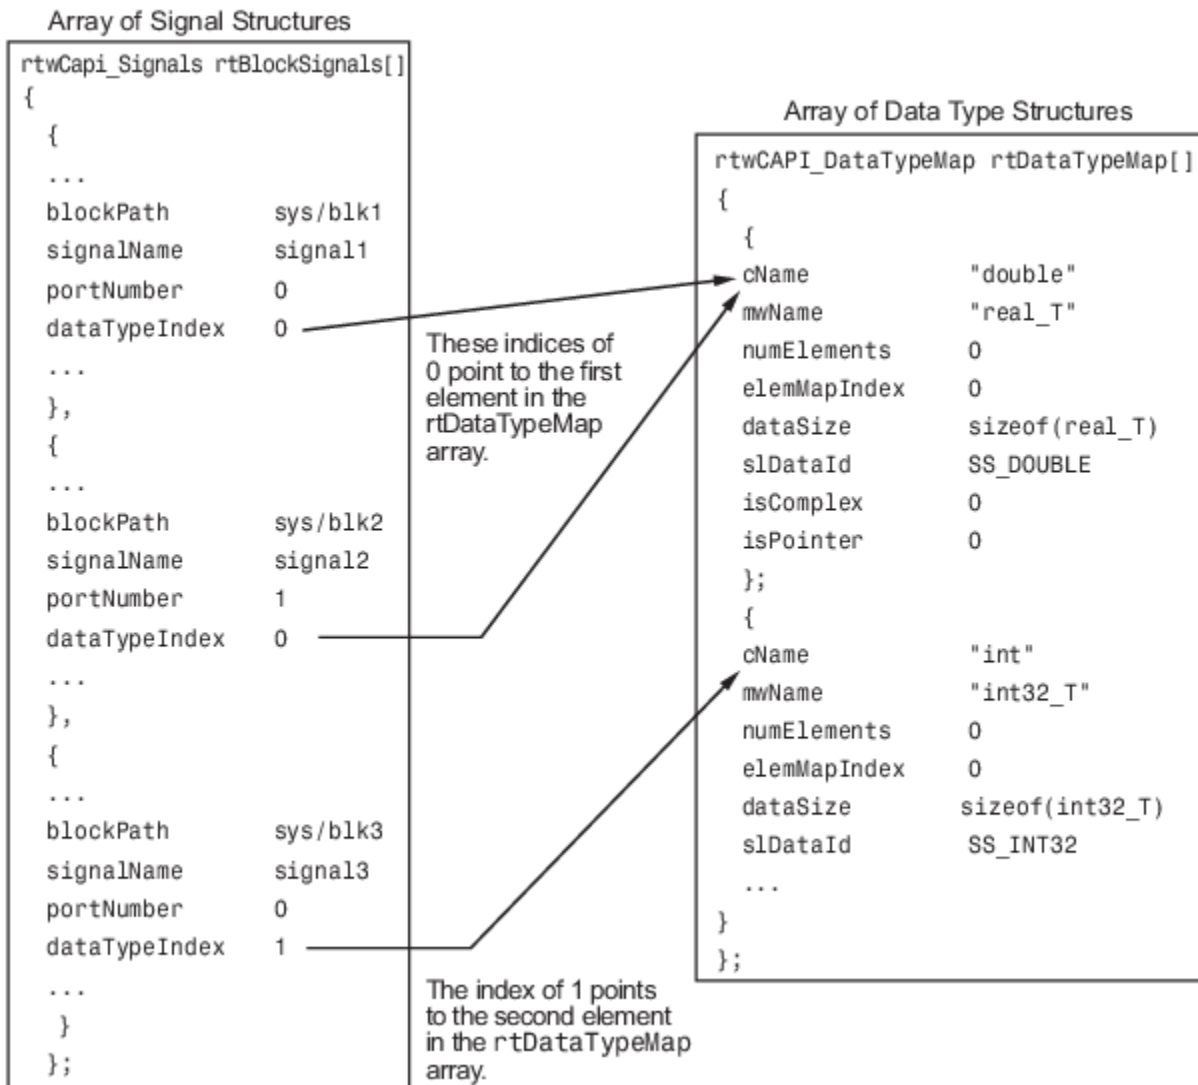 Array of Signal Structures
rtwCapi_Signals rtBlockSignals[]
{
{
...
blockPath sys/blk1
signalName signal1
portNumber 0
dataTypeIndex 0
...
},
{
...
blockPath sys/blk2
signalName signal2
portNumber 1
dataTypeIndex 0
...
},
{
...
blockPath sys/blk3
signalName signal3
portNumber 0
dataTypeIndex 1
...
}
};
These indices of
0 point to the first
element in the
rtDataTypeMap
array.
The index of 1 points
to the second element
in the rtDataTypeMap
array.
Array of Data Type Structures
rtwCAPI_DataTypeMap rtDataTypeMap[]
{
{
cName "double"
mwName "real_T"
numElements 0
elemMapIndex 0
dataSize sizeof(real_T)
slDataId SS_DOUBLE
isComplex 0
isPointer 0
};
{
cName "int"
mwName "int32_T"
numElements 0
elemMapIndex 0
dataSize sizeof(int32_T)
slDataId SS_INT32
...
}
};